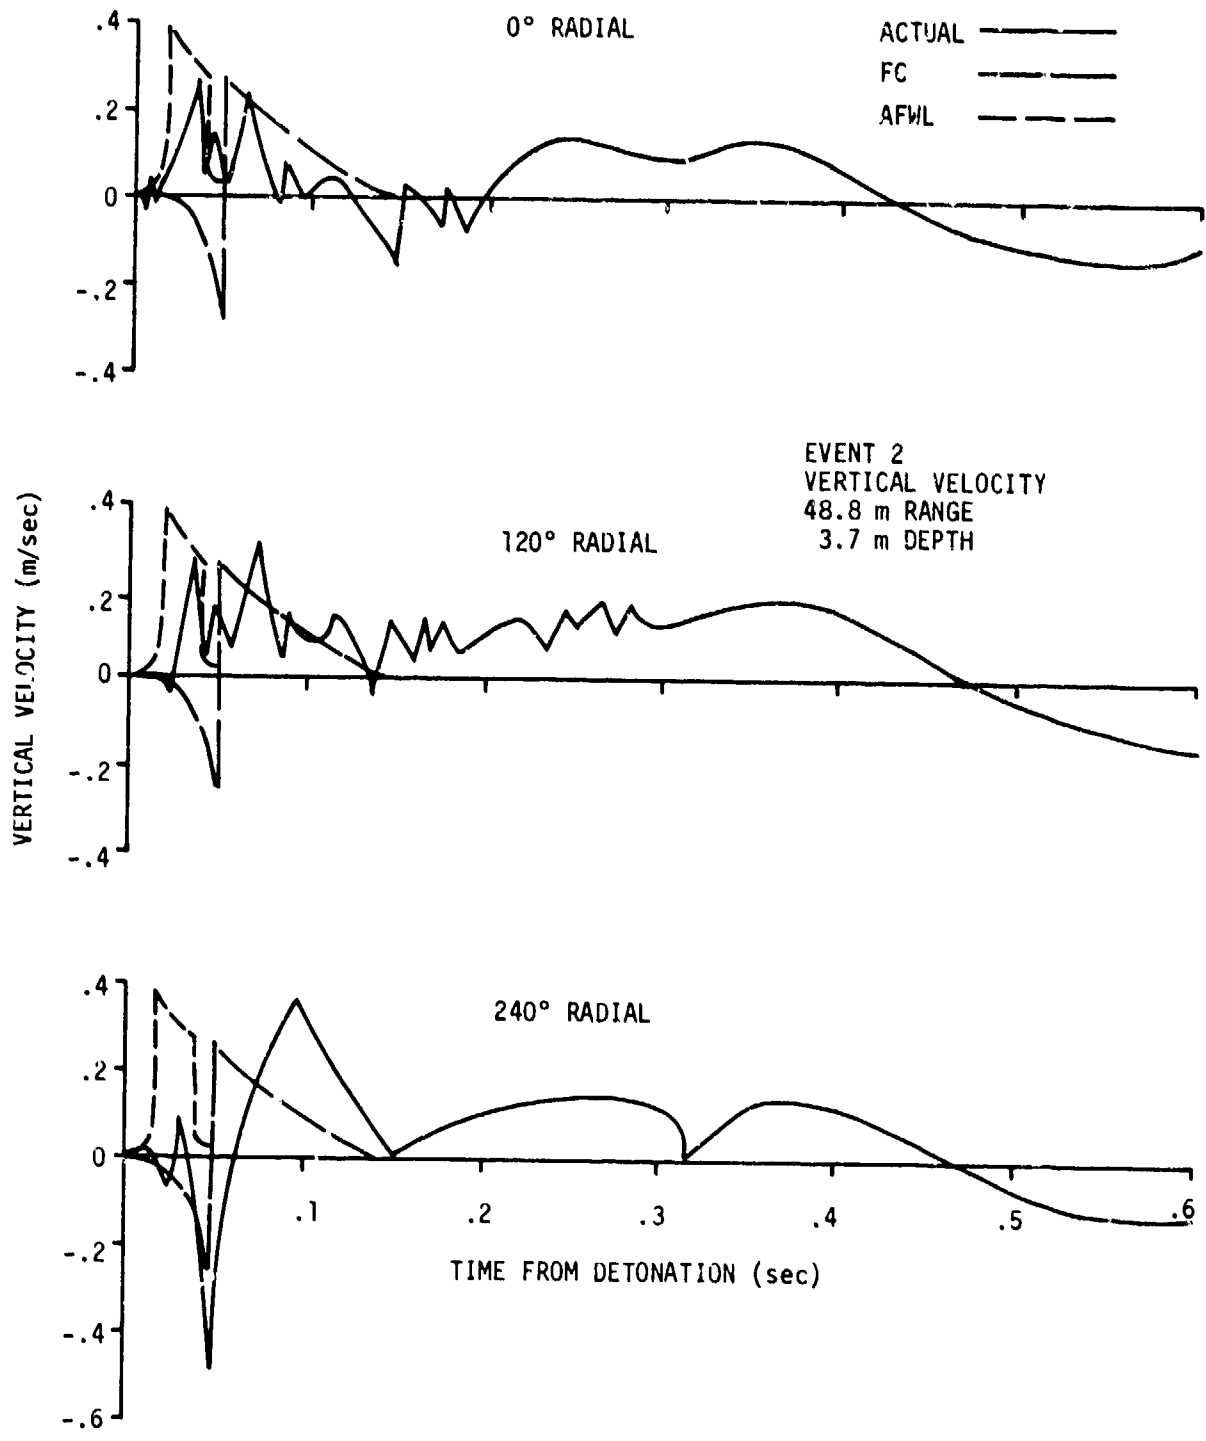 0° RADIAL
ACTUAL
FC
AFWL
.4
.2
0
-.2
-.4
EVENT 2
VERTICAL VELOCITY
48.8 m RANGE
3.7 m DEPTH
120° RADIAL
VERTICAL VELOCITY (m/sec)
.4
.2
0
-.2
-.4
240° RADIAL
.4
.2
0
-.2
-.4
-.6
.1 .2 .3 .4 .5 .6
TIME FROM DETONATION (sec)